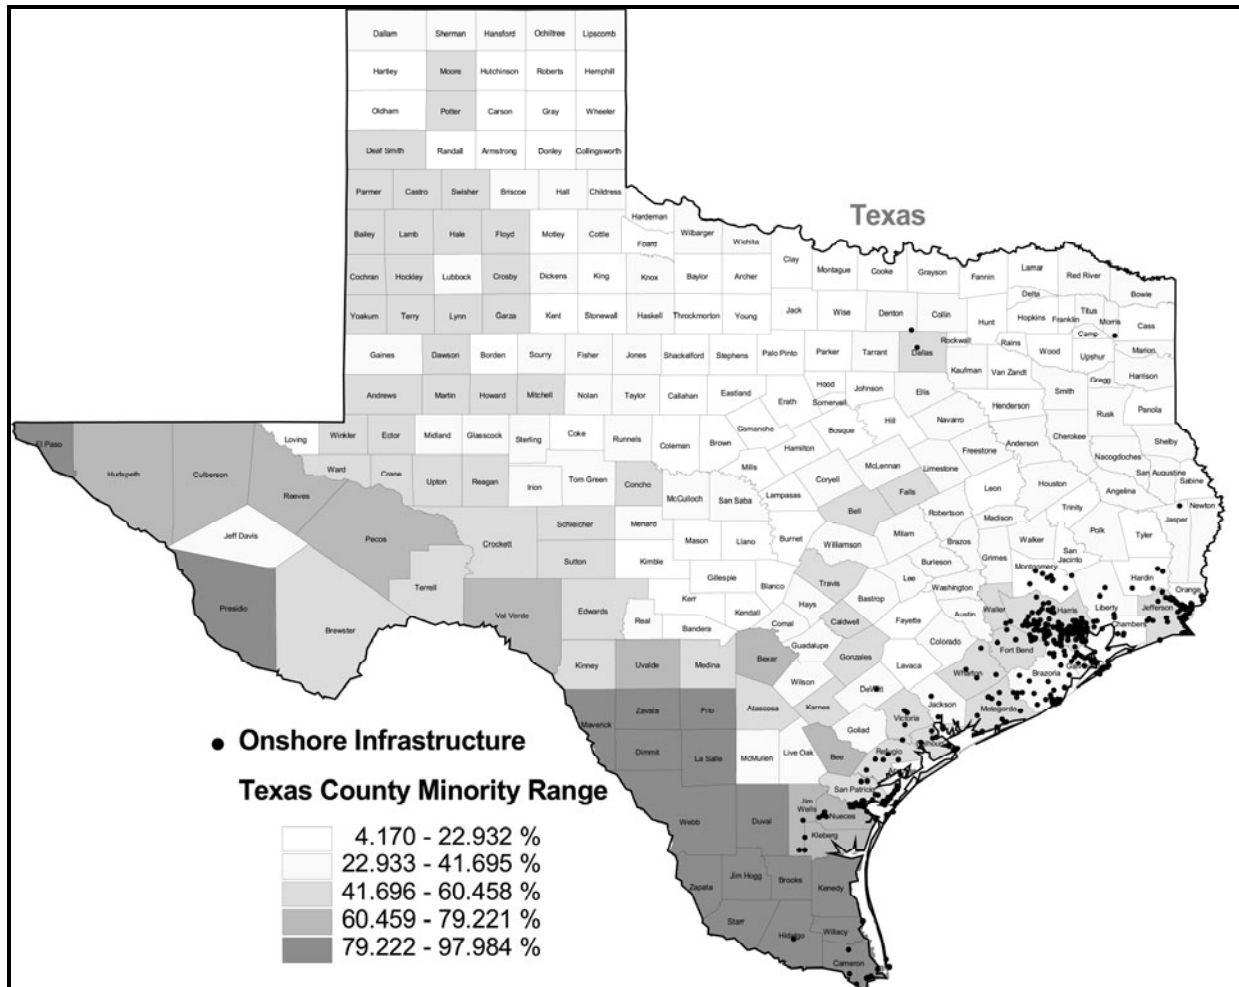 Dallam Sherman Hansford Ochiltree Lipscomb
Hartley Moore Hutchinson Roberts Hemphill
Oldham Potter Carson Gray Wheeler
Deaf Smith Randall Armstrong Donley Collingsworth
Parmer Castro Swisher Briscoe Hall Childress
Texas
Hardeman
Bailey Lamb Hale Floyd Motley Cottle Foard Wilbarger Wichita
Clay Montague Cooke Grayson Fannin Lamar Red River
Cochran Hockley Lubbock Crosby Dickens King Knox Baylor Archer
Delta Bowie
Yoakum Terry Lynn Garza Kent Stonewall Haskell Throckmorton Young Jack Wise Denton Collin Hunt Hopkins Franklin Titus Morris Cass
Camp
Gaines Dawson Borden Scurry Fisher Jones Shackelford Stephens Palo Pinto Parker Tarrant Dallas Rockwall Rains Wood Upshur Marion
Kaufman Van Zandt Gregg Harrison
Andrews Martin Howard Mitchell Nolan Taylor Callahan Eastland Erath Hood Somervell Johnson Ellis Henderson Smith Rusk Panola
El Paso Hudspeth Culberson Loving Winkler Ector Midland Glasscock Sterling Coke Runnels Coleman Brown Comanche Hamilton Bosque Hill Navarro Freestone Anderson Cherokee Nacogdoches Shelby
Reeves Ward Crane Upton Reagan Irion Tom Green Concho McCulloch San Saba Mills Lampasas Coryell McLennan Limestone Falls Leon Houston Angelina San Augustine Sabine
Jeff Davis Pecos Crockett Schleicher Menard Mason Llano Burnet Bell Williamson Milam Robertson Brazos Madison Trinity Polk Tyler Jasper Newton
Presidio Brewster Terrell Val Verde Sutton Kimble Gillespie Blanco Travis Lee Burleson Washington Grimes Walker San Jacinto Montgomery Hardin Orange
Edwards Real Kerr Bandera Kendall Comal Hays Caldwell Bastrop Fayette Austin Waller Harris Liberty Chambers Jefferson
Kinney Uvalde Medina Bexar Guadalupe Gonzales Lavaca Colorado Wharton Fort Bend Brazoria
Maverick Zavala Frio Atascosa Wilson Karnes DeWitt Jackson Matagorda
Dimmit La Salle McMullen Live Oak Bee Goliad Victoria Refugio
San Patricio
Webb Duval Jim Wells Nueces
Kleberg
Zapata Jim Hogg Brooks Kenedy
Starr Hidalgo Willacy
Cameron
Onshore Infrastructure
Texas County Minority Range
4.170 - 22.932 %
22.933 - 41.695 %
41.696 - 60.458 %
60.459 - 79.221 %
79.222 - 97.984 %